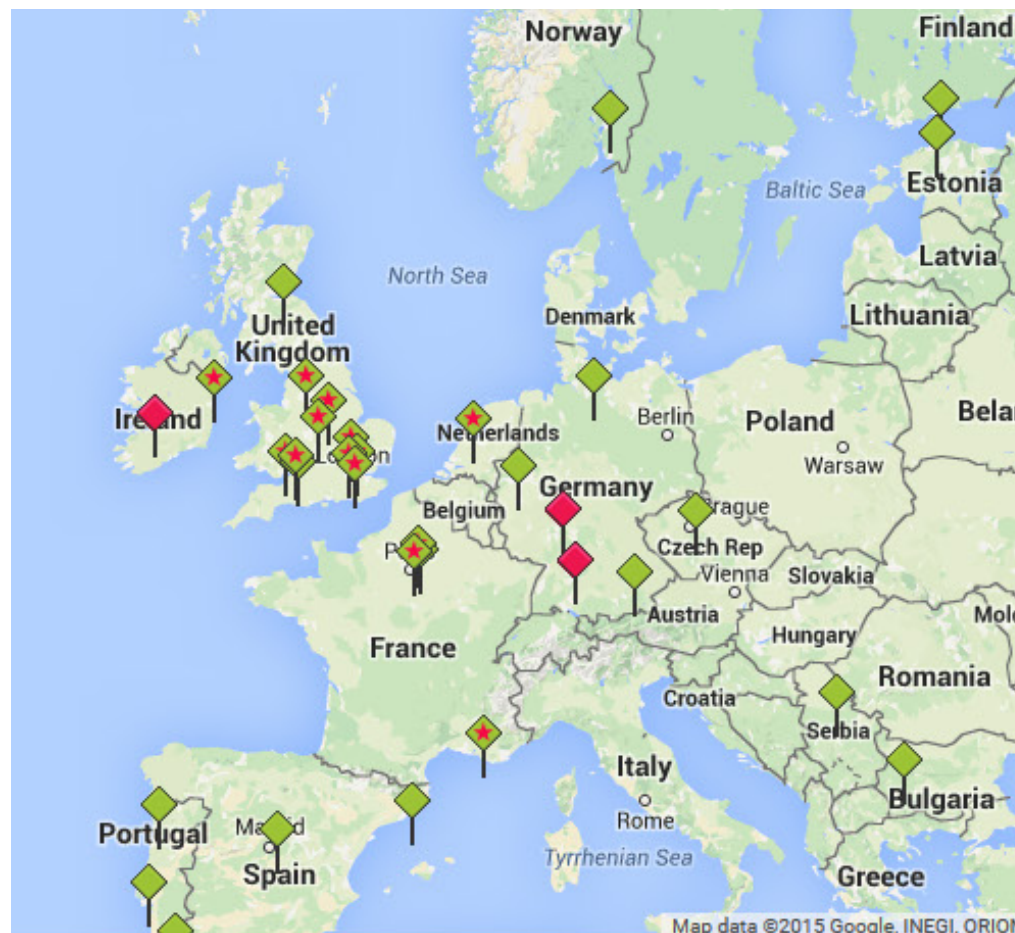 Norway
Finland
Baltic Sea
Estonia
Latvia
North Sea
Denmark
Lithuania
United
Kingdom
Ireland
Netherlands
Berlin
Poland
Belar
Warsaw
Germany
Belgium
Prague
Czech Rep
Vienna
Slovakia
Austria
France
Hungary
Mol
Romania
Croatia
Serbia
Italy
Rome
Bulgaria
Portugal
Madrid
Spain
Tyrrhenian Sea
Greece
Map data ©2015 Google, INEGI, ORION